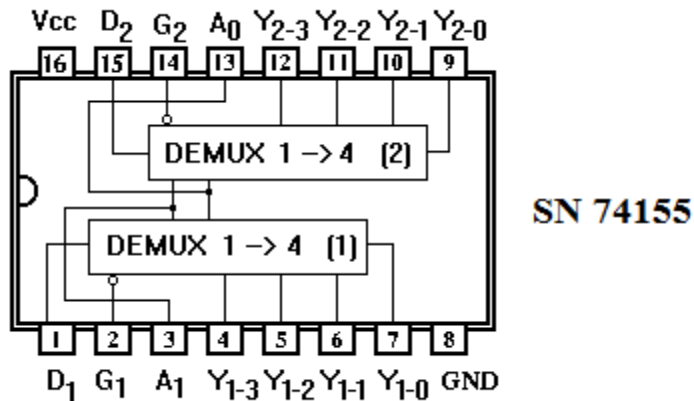 Vcc D2 G2 A0 Y2-3 Y2-2 Y2-1 Y2-0
16 15 14 13 12 11 10 9
DEMUX 1 -> 4 (2)
SN 74155
DEMUX 1 -> 4 (1)
1 2 3 4 5 6 7 8
D1 G1 A1 Y1-3 Y1-2 Y1-1 Y1-0 GND